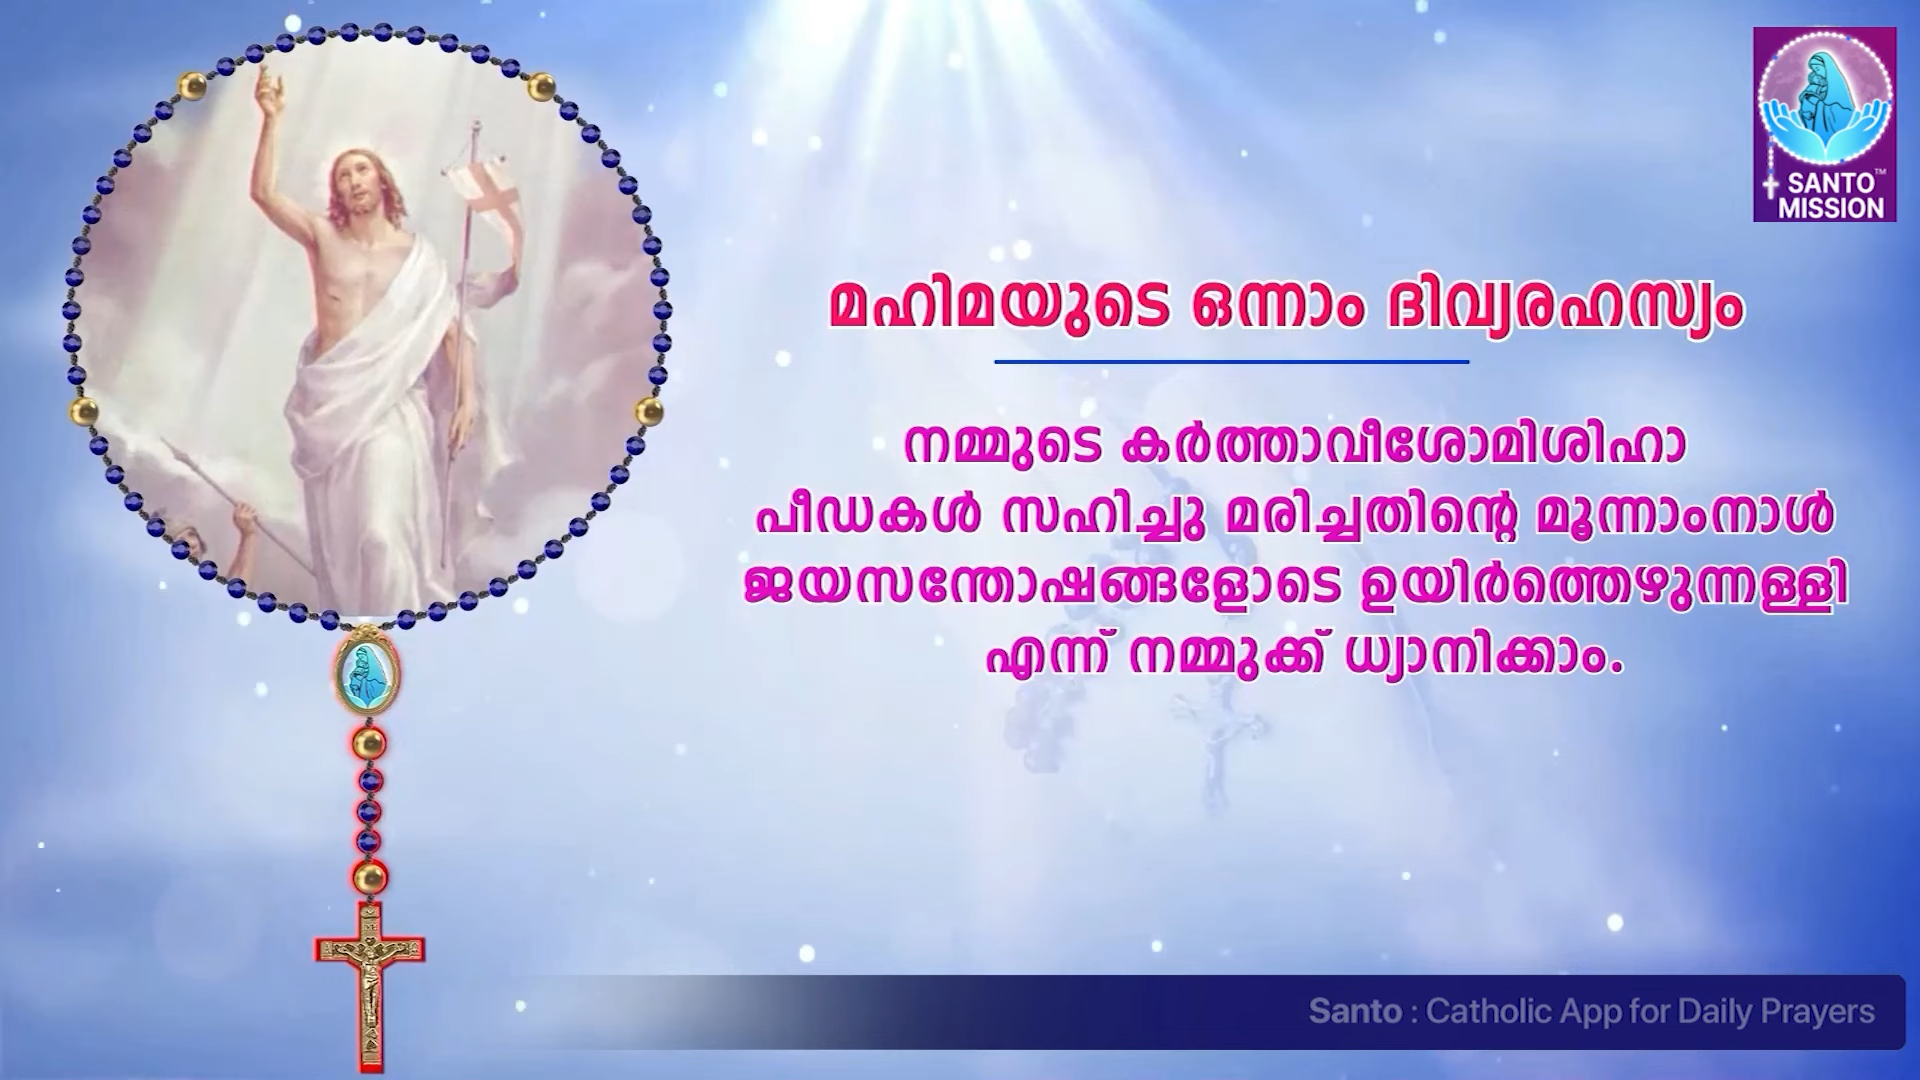 SANTO™
MISSION
മഹിമയുടെ ഒന്നാം ദിവ്യരഹസ്യം
നമ്മുടെ കർത്താവീശോമിശിഹാ
പീഡകൾ സഹിച്ചു മരിച്ചതിന്റെ മൂന്നാംനാൾ
ജയസന്തോഷങ്ങളോടെ ഉയിർത്തെഴുന്നള്ളി
എന്ന് നമ്മുക്ക് ധ്യാനിക്കാം.
Santo : Catholic App for Daily Prayers